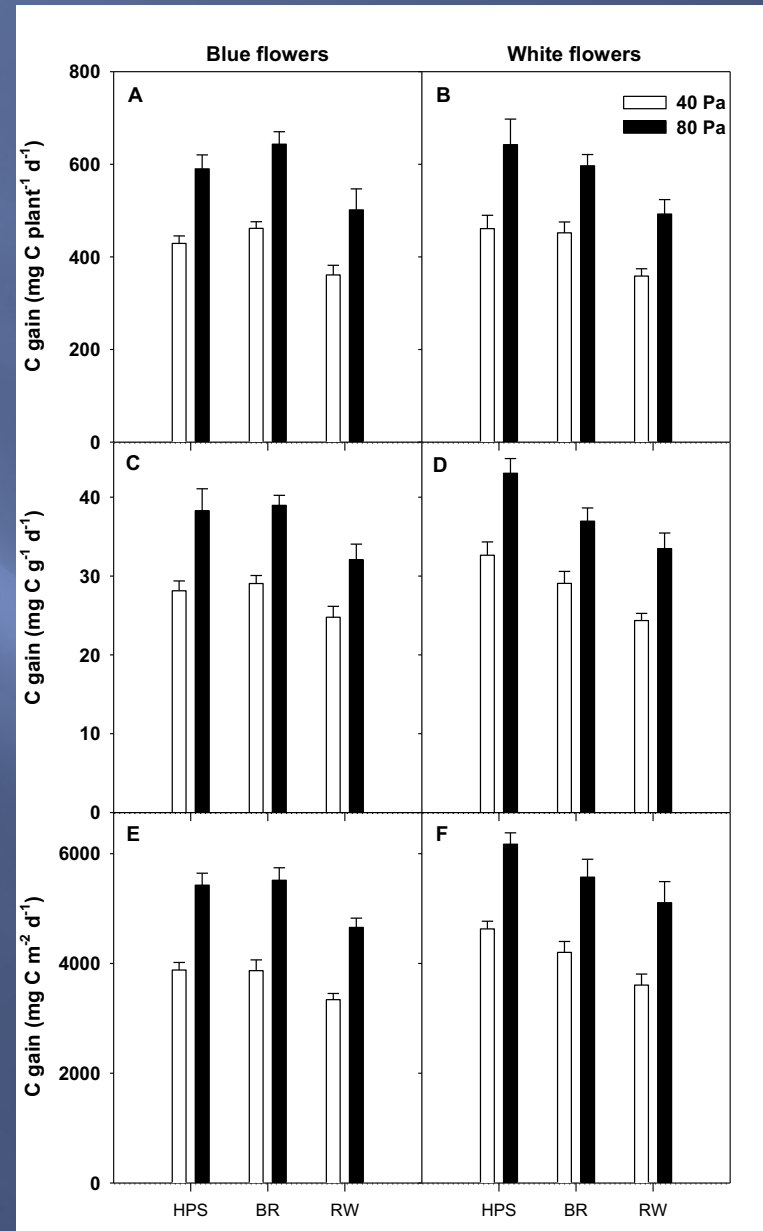 Blue flowers White flowers
A
B
40 Pa
80 Pa
C gain (mg C plant⁻¹ d⁻¹)
800
600
400
200
0
C
D
C gain (mg C g⁻¹ d⁻¹)
40
30
20
10
0
E
F
C gain (mg C m⁻² d⁻¹)
6000
4000
2000
0
HPS BR RW HPS BR RW